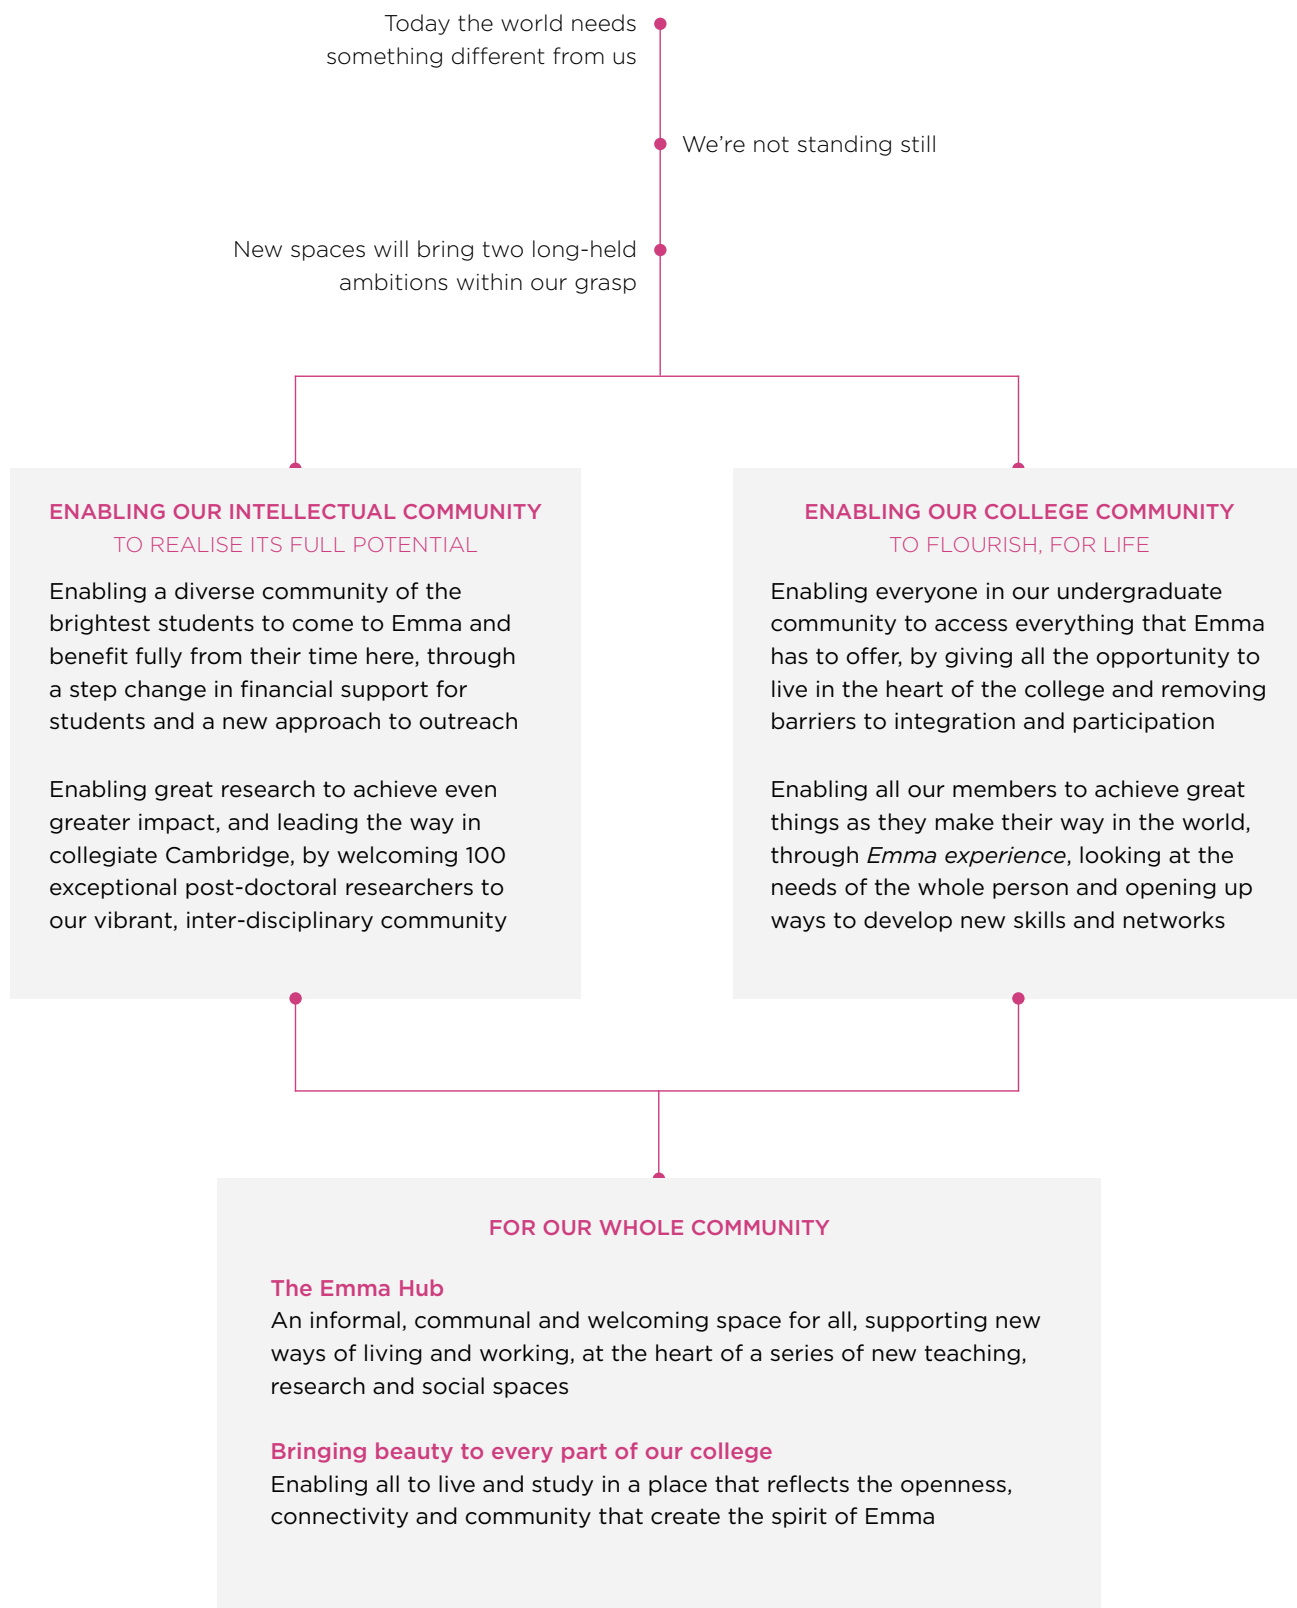 Today the world needs
something different from us
We’re not standing still
New spaces will bring two long-held
ambitions within our grasp
ENABLING OUR INTELLECTUAL COMMUNITY
TO REALISE ITS FULL POTENTIAL
Enabling a diverse community of the
brightest students to come to Emma and
benefit fully from their time here, through
a step change in financial support for
students and a new approach to outreach
Enabling great research to achieve even
greater impact, and leading the way in
collegiate Cambridge, by welcoming 100
exceptional post-doctoral researchers to
our vibrant, inter-disciplinary community
ENABLING OUR COLLEGE COMMUNITY
TO FLOURISH, FOR LIFE
Enabling everyone in our undergraduate
community to access everything that Emma
has to offer, by giving all the opportunity to
live in the heart of the college and removing
barriers to integration and participation
Enabling all our members to achieve great
things as they make their way in the world,
through Emma experience, looking at the
needs of the whole person and opening up
ways to develop new skills and networks
FOR OUR WHOLE COMMUNITY
The Emma Hub
An informal, communal and welcoming space for all, supporting new
ways of living and working, at the heart of a series of new teaching,
research and social spaces
Bringing beauty to every part of our college
Enabling all to live and study in a place that reflects the openness,
connectivity and community that create the spirit of Emma